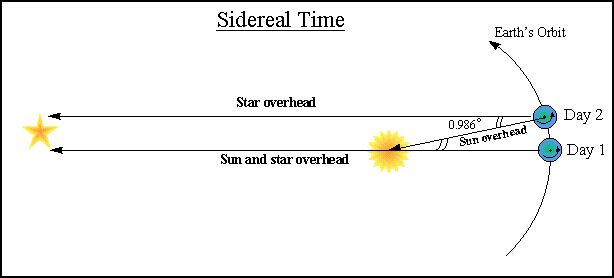 Sidereal Time
Earth's Orbit
Star overhead
Day 2
0.986°
Sun overhead
Sun and star overhead
Day 1